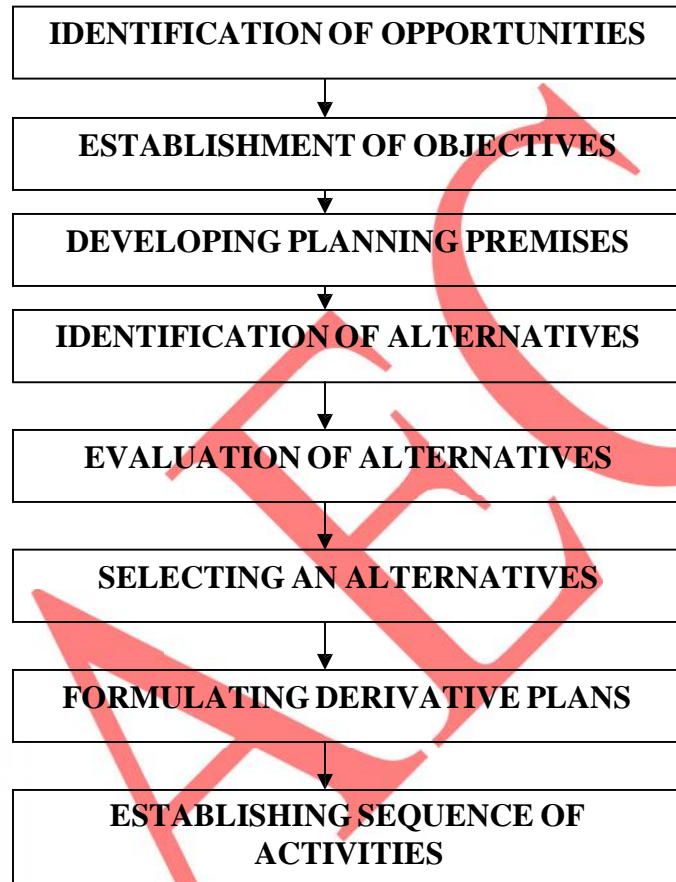 IDENTIFICATION OF OPPORTUNITIES
ESTABLISHMENT OF OBJECTIVES
DEVELOPING PLANNING PREMISES
IDENTIFICATION OF ALTERNATIVES
EVALUATION OF ALTERNATIVES
SELECTING AN ALTERNATIVES
FORMULATING DERIVATIVE PLANS
ESTABLISHING SEQUENCE OF
ACTIVITIES
AEC